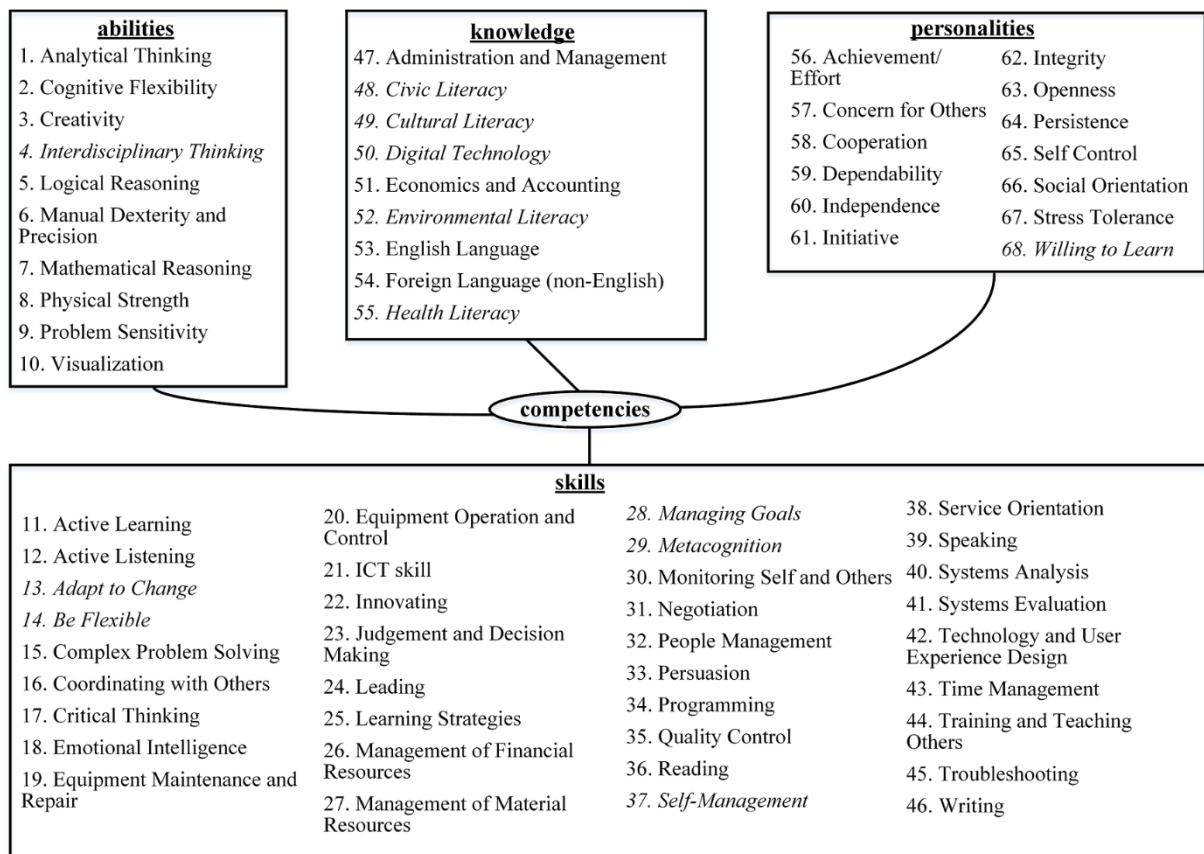 abilities
1. Analytical Thinking
2. Cognitive Flexibility
3. Creativity
4. Interdisciplinary Thinking
5. Logical Reasoning
6. Manual Dexterity and
Precision
7. Mathematical Reasoning
8. Physical Strength
9. Problem Sensitivity
10. Visualization
knowledge
47. Administration and Management
48. Civic Literacy
49. Cultural Literacy
50. Digital Technology
51. Economics and Accounting
52. Environmental Literacy
53. English Language
54. Foreign Language (non-English)
55. Health Literacy
personalities
56. Achievement/
Effort
57. Concern for Others
58. Cooperation
59. Dependability
60. Independence
61. Initiative
62. Integrity
63. Openness
64. Persistence
65. Self Control
66. Social Orientation
67. Stress Tolerance
68. Willing to Learn
competencies
skills
11. Active Learning
12. Active Listening
13. Adapt to Change
14. Be Flexible
15. Complex Problem Solving
16. Coordinating with Others
17. Critical Thinking
18. Emotional Intelligence
19. Equipment Maintenance and
Repair
20. Equipment Operation and
Control
21. ICT skill
22. Innovating
23. Judgement and Decision
Making
24. Leading
25. Learning Strategies
26. Management of Financial
Resources
27. Management of Material
Resources
28. Managing Goals
29. Metacognition
30. Monitoring Self and Others
31. Negotiation
32. People Management
33. Persuasion
34. Programming
35. Quality Control
36. Reading
37. Self-Management
38. Service Orientation
39. Speaking
40. Systems Analysis
41. Systems Evaluation
42. Technology and User
Experience Design
43. Time Management
44. Training and Teaching
Others
45. Troubleshooting
46. Writing